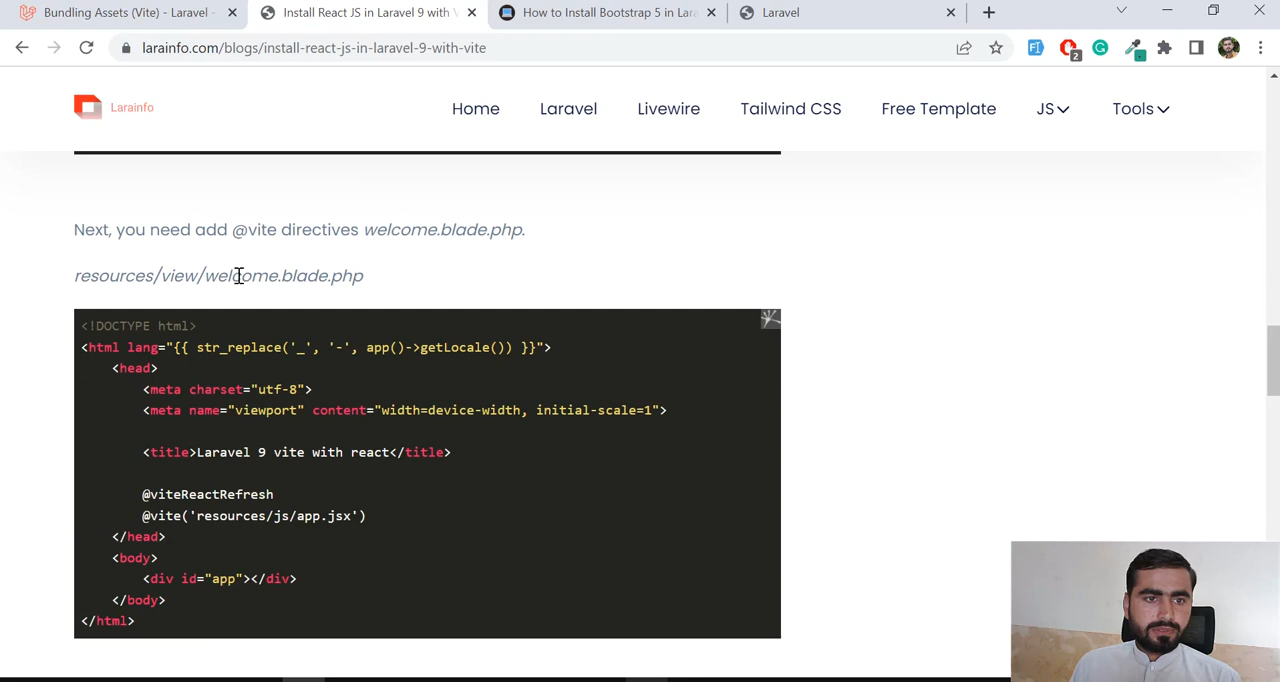 Bundling Assets (Vite) - Laravel -
Install React JS in Laravel 9 with V
How to Install Bootstrap 5 in Lara
Laravel
larainfo.com/blogs/install-react-js-in-laravel-9-with-vite
2
Larainfo
Home
Laravel
Livewire
Tailwind CSS
Free Template
JS
Tools
Next, you need add @vite directives welcome.blade.php.
resources/view/welcome.blade.php
<!DOCTYPE html>
<html lang="{{ str_replace('_', '-', app()->getLocale()) }}">
<head>
<meta charset="utf-8">
<meta name="viewport" content="width=device-width, initial-scale=1">
<title>Laravel 9 vite with react</title>
@viteReactRefresh
@vite('resources/js/app.jsx')
</head>
<body>
<div id="app"></div>
</body>
</html>